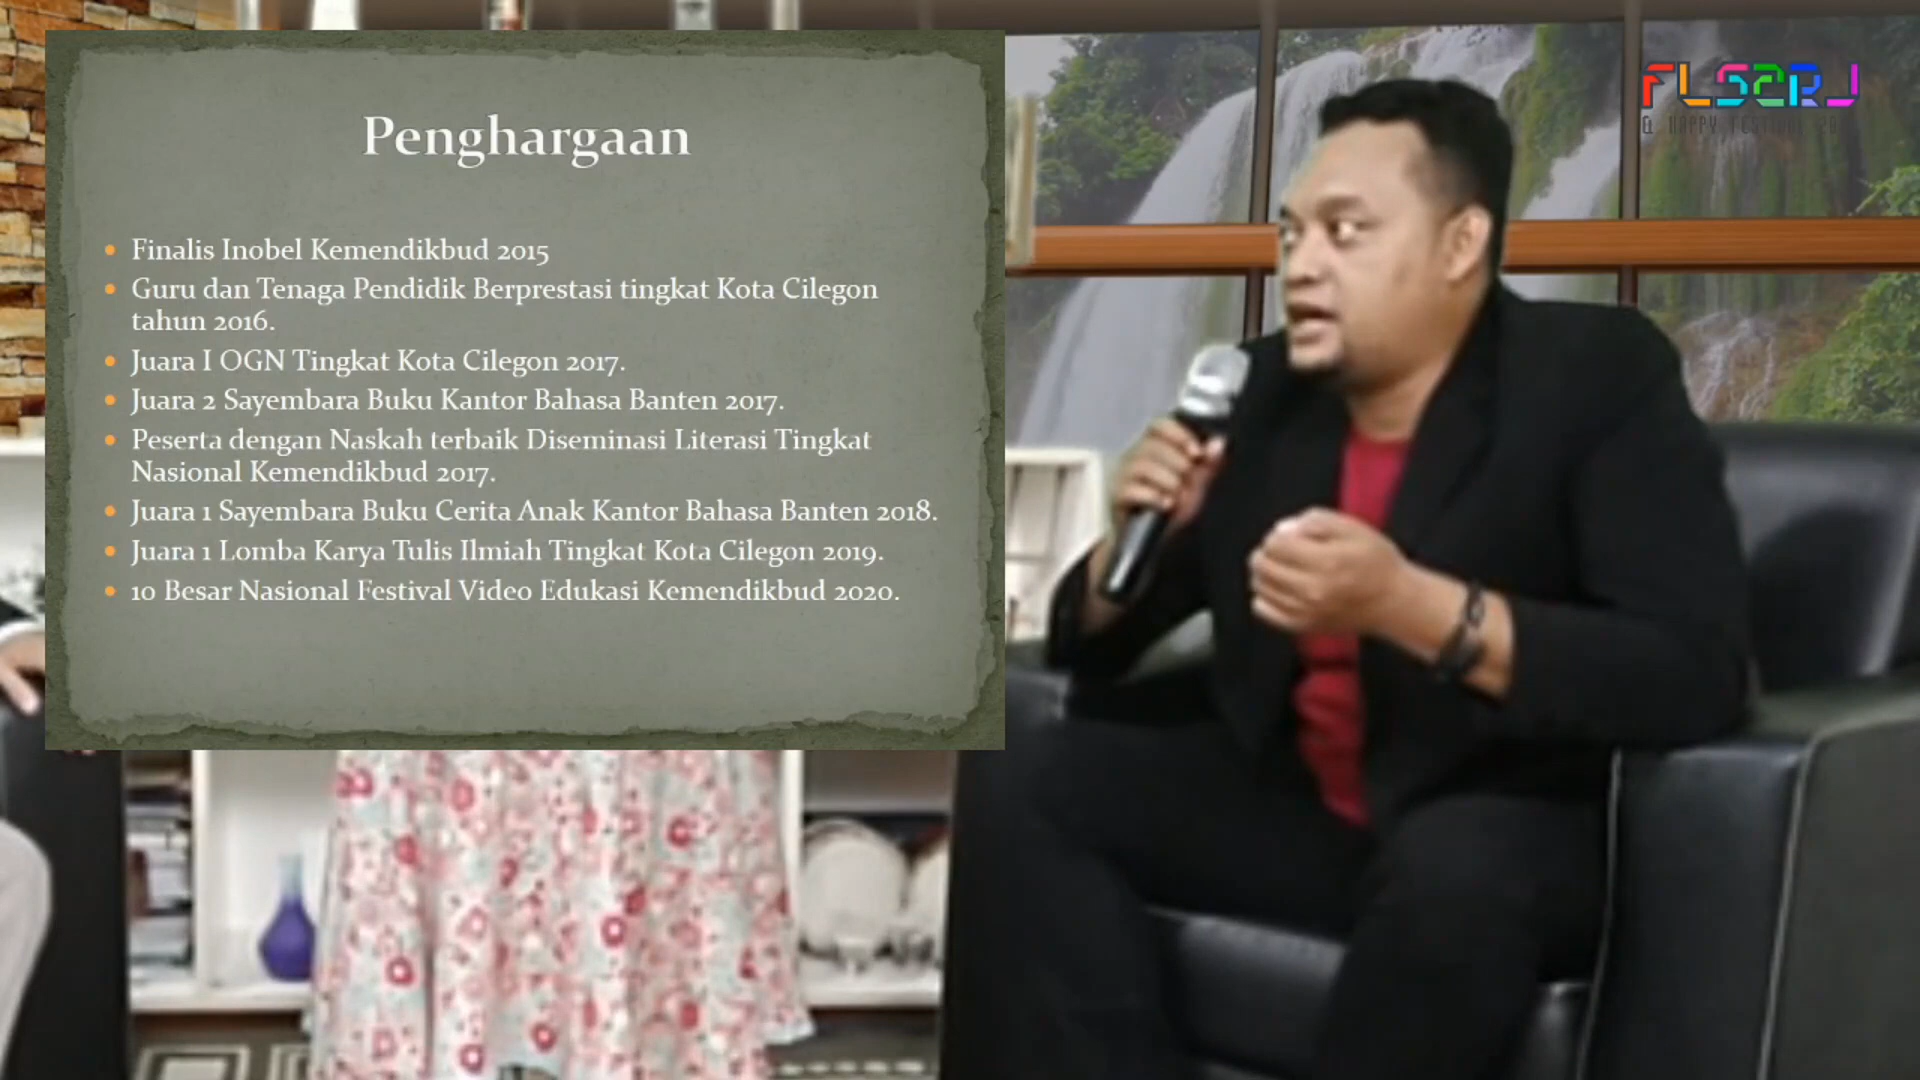 Penghargaan
Finalis Inobel Kemendikbud 2015
Guru dan Tenaga Pendidik Berprestasi tingkat Kota Cilegon
tahun 2016.
Juara I OGN Tingkat Kota Cilegon 2017.
Juara 2 Sayembara Buku Kantor Bahasa Banten 2017.
Peserta dengan Naskah terbaik Diseminasi Literasi Tingkat
Nasional Kemendikbud 2017.
Juara 1 Sayembara Buku Cerita Anak Kantor Bahasa Banten 2018.
Juara 1 Lomba Karya Tulis Ilmiah Tingkat Kota Cilegon 2019.
10 Besar Nasional Festival Video Edukasi Kemendikbud 2020.
FLS2RJ
& HAPPY FESTIVAL